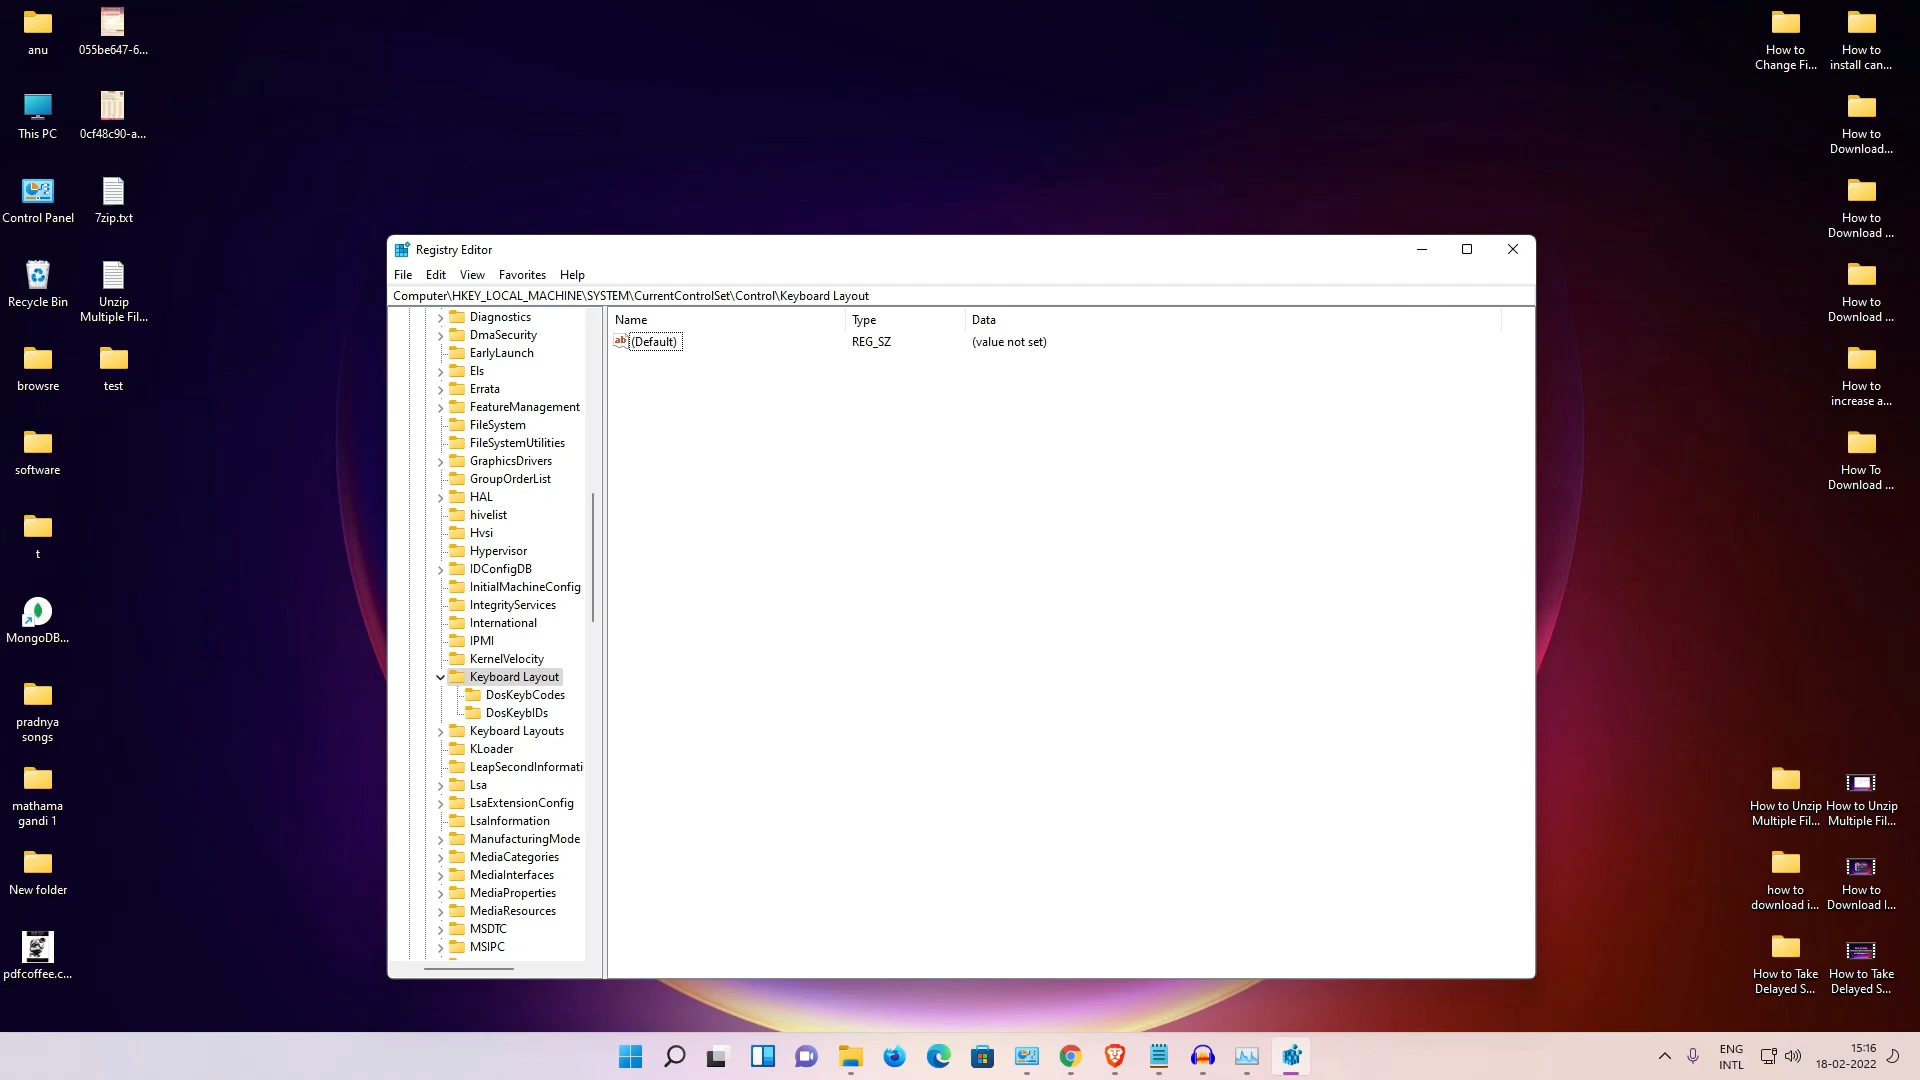 anu
055be647-6...
This PC
0cf48c90-a...
Control Panel
7zip.txt
Recycle Bin
Unzip
Multiple Fil...
browsre
test
software
t
MongoDB...
pradnya
songs
mathama
gandi 1
New folder
pdfcoffee.c...
How to
Change Fi...
How to
install can...
How to
Download...
How to
Download ...
How to
Download ...
How to
increase a...
How To
Download ...
How to Unzip
Multiple Fil...
How to Unzip
Multiple Fil...
how to
download i...
How to
Download I...
How to Take
Delayed S...
How to Take
Delayed S...
Registry Editor
File Edit View Favorites Help
Computer\HKEY_LOCAL_MACHINE\SYSTEM\CurrentControlSet\Control\Keyboard Layout
Diagnostics
DmaSecurity
EarlyLaunch
Els
Errata
FeatureManagement
FileSystem
FileSystemUtilities
GraphicsDrivers
GroupOrderList
HAL
hivelist
Hvsi
Hypervisor
IDConfigDB
InitialMachineConfig
IntegrityServices
International
IPMI
KernelVelocity
Keyboard Layout
DosKeybCodes
DosKeybIDs
Keyboard Layouts
KLoader
LeapSecondInformati
Lsa
LsaExtensionConfig
LsaInformation
ManufacturingMode
MediaCategories
MediaInterfaces
MediaProperties
MediaResources
MSDTC
MSIPC
Name Type Data
ab (Default) REG_SZ (value not set)
ENG
INTL
15:16
18-02-2022